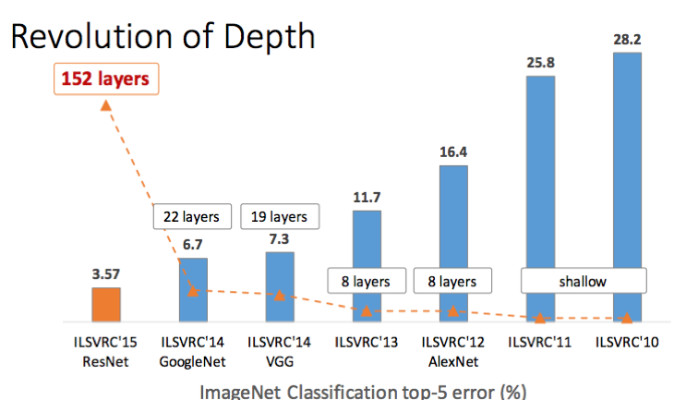 Revolution of Depth
152 layers
28.2
25.8
16.4
11.7
22 layers
19 layers
6.7
7.3
3.57
8 layers
8 layers
shallow
ILSVRC'15
ResNet
ILSVRC'14
GoogleNet
ILSVRC'14
VGG
ILSVRC'13
ILSVRC'12
AlexNet
ILSVRC'11
ILSVRC'10
ImageNet Classification top-5 error (%)